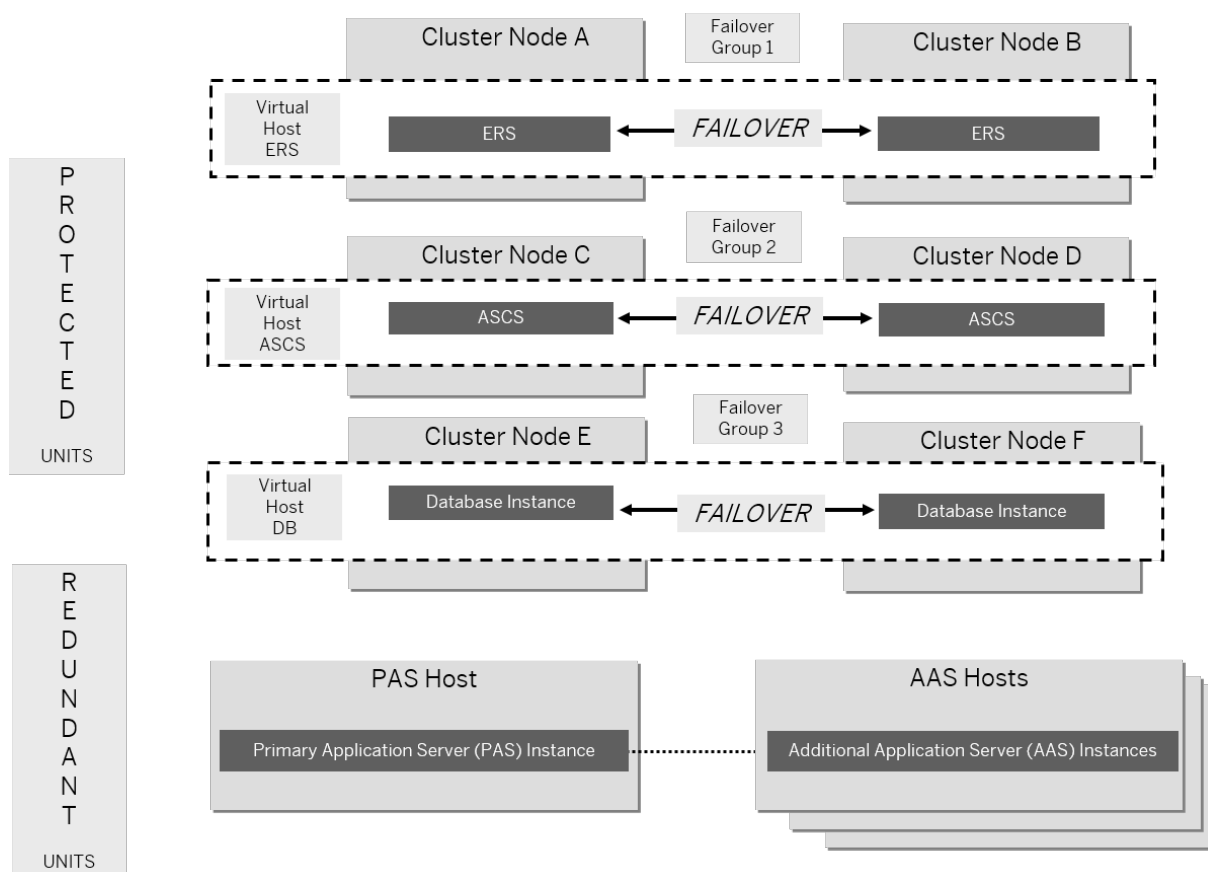 Cluster Node A
Failover
Group 1
Cluster Node B
Virtual
Host
ERS
ERS
FAILOVER
ERS
P
R
O
T
E
C
T
E
D
UNITS
Failover
Group 2
Cluster Node C
Cluster Node D
Virtual
Host
ASCS
ASCS
FAILOVER
ASCS
Failover
Group 3
Cluster Node E
Cluster Node F
Virtual
Host
DB
Database Instance
FAILOVER
Database Instance
R
E
D
U
N
D
A
N
T
UNITS
PAS Host
AAS Hosts
Primary Application Server (PAS) Instance
Additional Application Server (AAS) Instances